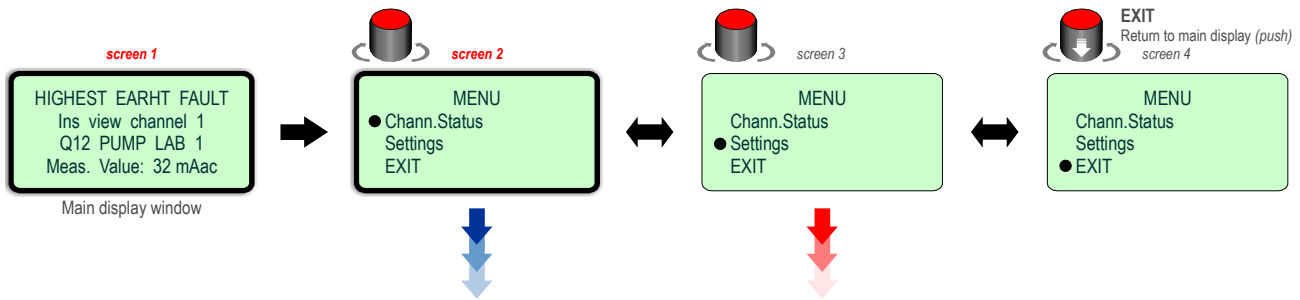 EXIT
Return to main display (push)
screen 1
screen 2
screen 3
screen 4
HIGHEST EARHT FAULT
Ins view channel 1
Q12 PUMP LAB 1
Meas. Value: 32 mAac
Main display window
MENU
Chann.Status
Settings
EXIT
MENU
Chann.Status
Settings
EXIT
MENU
Chann.Status
Settings
EXIT